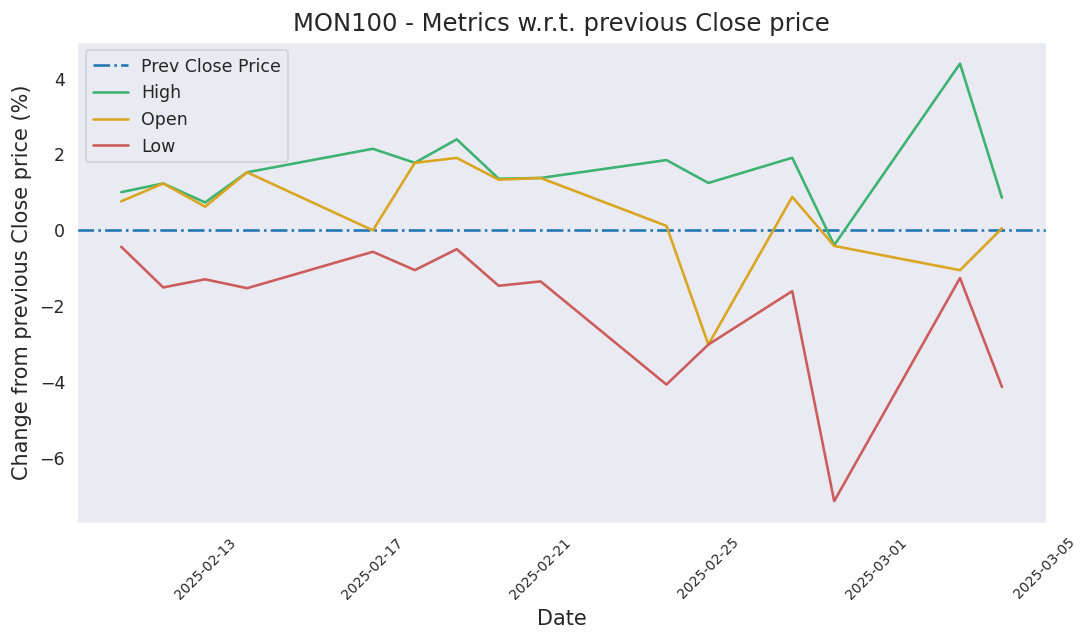 MON100 - Metrics w.r.t. previous Close price
Prev Close Price
High
Open
Low
Change from previous Close price (%)
4
2
0
−2
−4
−6
2025-02-13
2025-02-17
2025-02-21
2025-02-25
2025-03-01
2025-03-05
Date